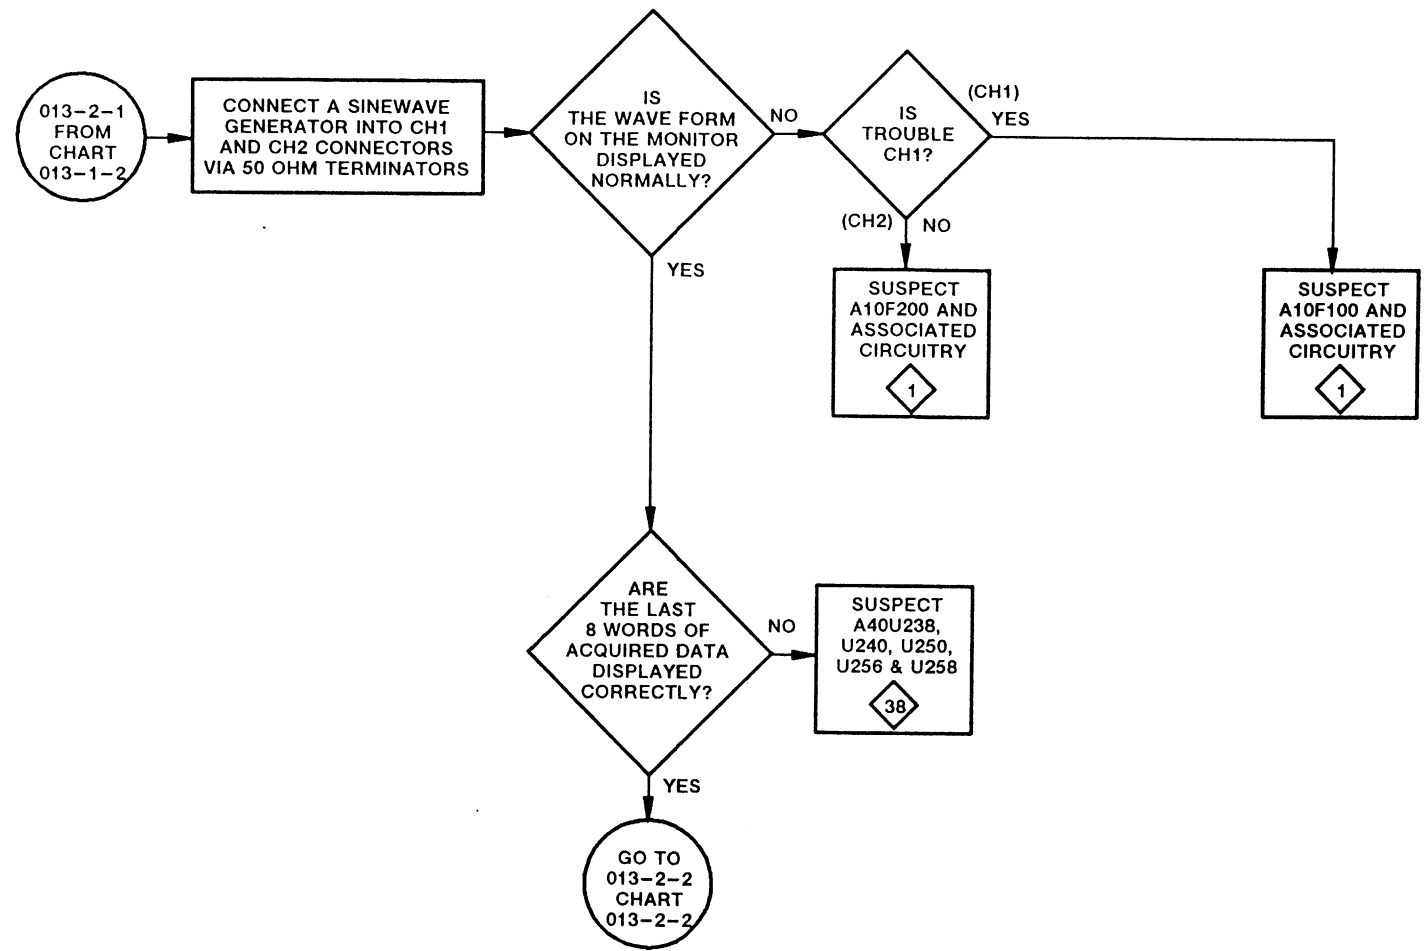 013-2-1
FROM
CHART
013-1-2
CONNECT A SINEWAVE
GENERATOR INTO CH1
AND CH2 CONNECTORS
VIA 50 OHM TERMINATORS
IS
THE WAVE FORM
ON THE MONITOR
DISPLAYED
NORMALLY?
NO
IS
TROUBLE
CH1?
(CH1)
YES
(CH2) NO
YES
SUSPECT
A10F200 AND
ASSOCIATED
CIRCUITRY
1
SUSPECT
A10F100 AND
ASSOCIATED
CIRCUITRY
1
ARE
THE LAST
8 WORDS OF
ACQUIRED DATA
DISPLAYED
CORRECTLY?
NO
SUSPECT
A40U238,
U240, U250,
U256 & U258
38
YES
GO TO
013-2-2
CHART
013-2-2